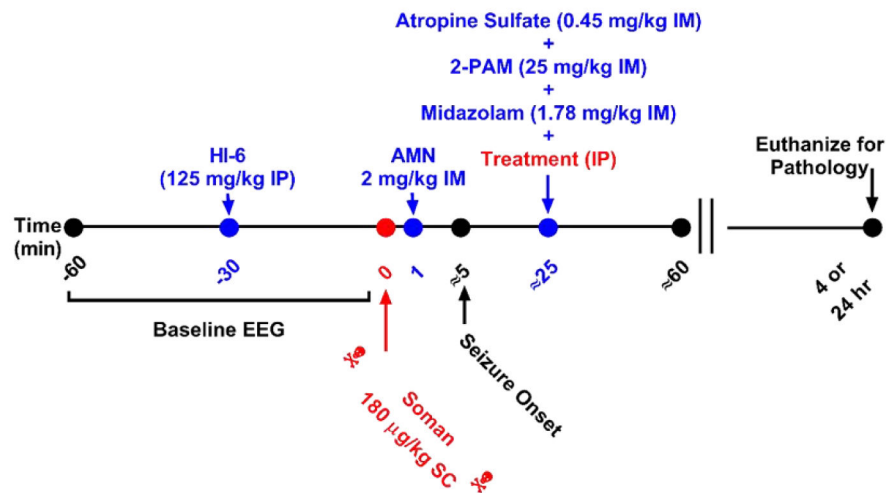 Atropine Sulfate (0.45 mg/kg IM)
+
2-PAM (25 mg/kg IM)
+
Midazolam (1.78 mg/kg IM)
+
Treatment (IP)
HI-6
(125 mg/kg IP)
AMN
2 mg/kg IM
Euthanize for
Pathology
Time
(min)
-60
-30
0
1
≈5
≈25
≈60
4 or
24 hr
Baseline EEG
Soman
180 μg/kg SC
Seizure Onset